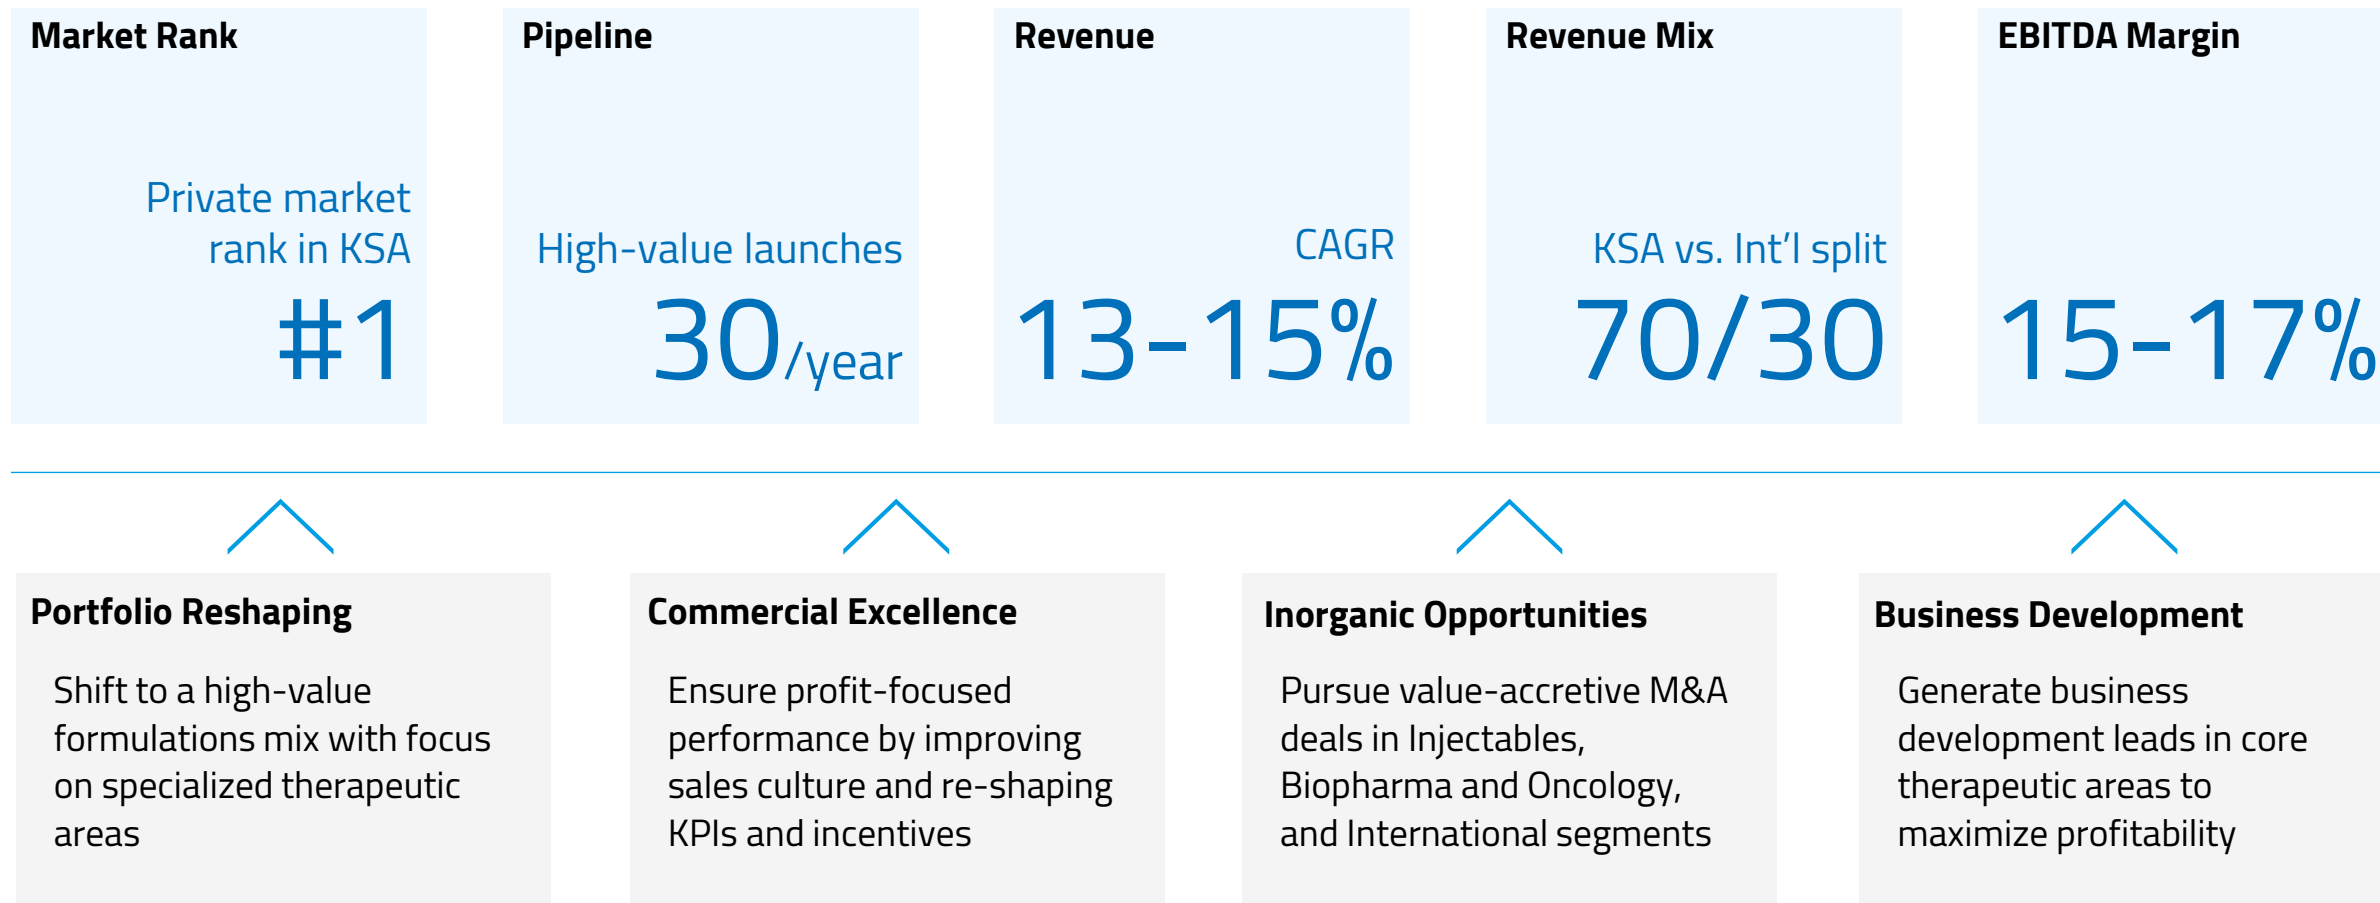 Market Rank
Private market
rank in KSA
#1
Pipeline
High-value launches
30/year
Revenue
CAGR
13-15%
Revenue Mix
KSA vs. Int'l split
70/30
EBITDA Margin
15-17%
Portfolio Reshaping
Shift to a high-value
formulations mix with focus
on specialized therapeutic
areas
Commercial Excellence
Ensure profit-focused
performance by improving
sales culture and re-shaping
KPIs and incentives
Inorganic Opportunities
Pursue value-accretive M&A
deals in Injectables,
Biopharma and Oncology,
and International segments
Business Development
Generate business
development leads in core
therapeutic areas to
maximize profitability